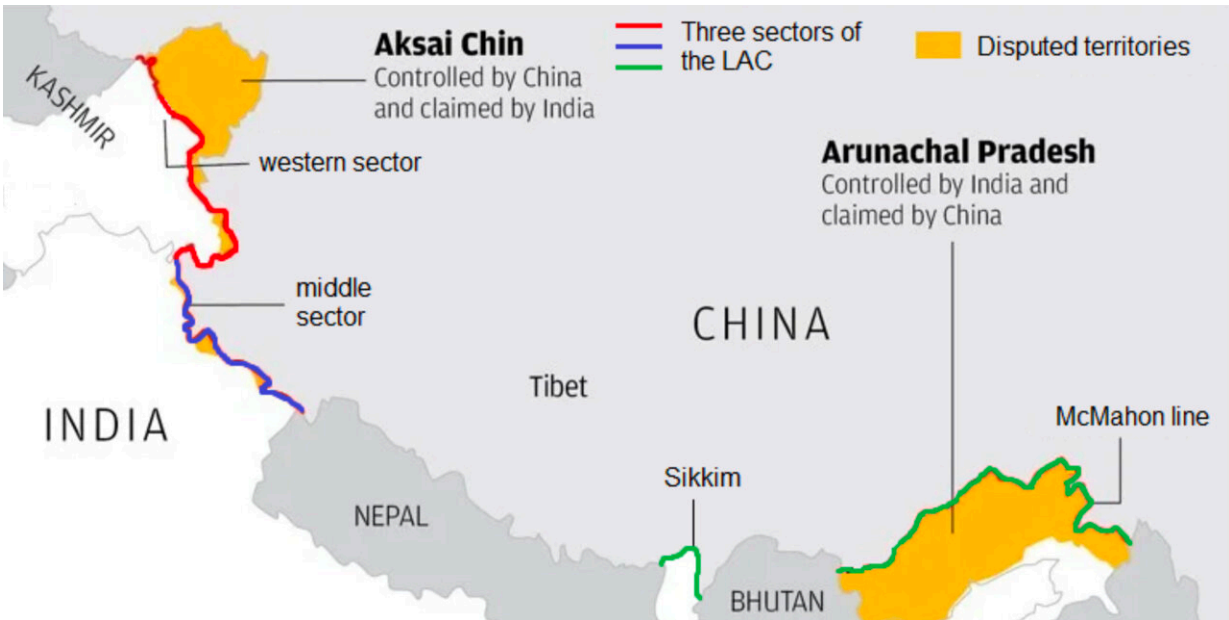 Aksai Chin
Controlled by China
and claimed by India
Three sectors of
the LAC
Disputed territories
KASHMIR
western sector
Arunachal Pradesh
Controlled by India and
claimed by China
middle
sector
CHINA
Tibet
INDIA
McMahon line
Sikkim
NEPAL
BHUTAN